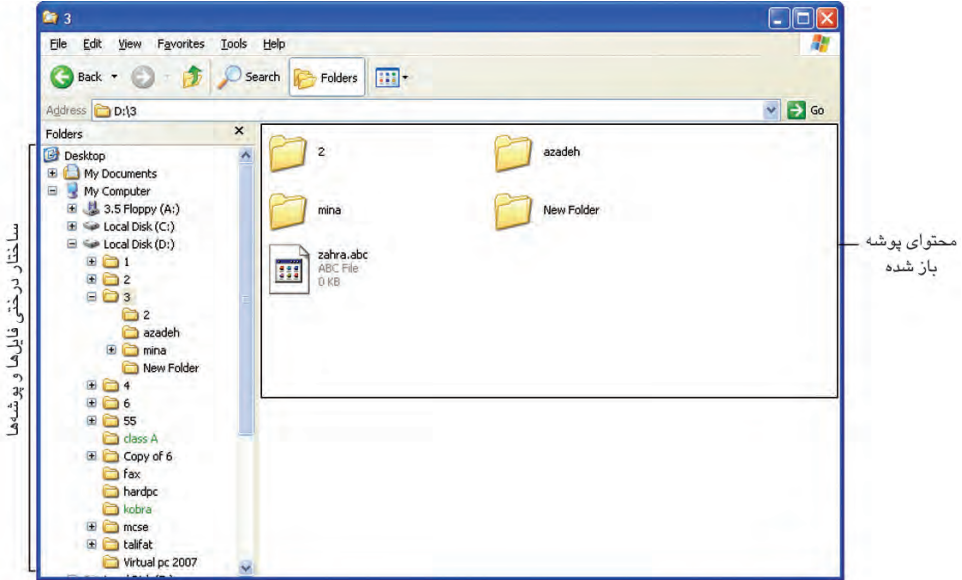 3
File Edit View Favorites Tools Help
Back Search Folders
Address D:\3 Go
Folders
Desktop
My Documents
My Computer
3.5 Floppy (A:)
Local Disk (C:)
Local Disk (D:)
1
2
3
2
azadeh
mina
New Folder
4
6
55
class A
Copy of 6
fax
hardpc
kobra
mcse
talifat
Virtual pc 2007
2
azadeh
mina
New Folder
zahra.abc
ABC File
0 KB
محتوای پوشه
باز شده
ساختار درختی فایل‌ها و پوشه‌ها